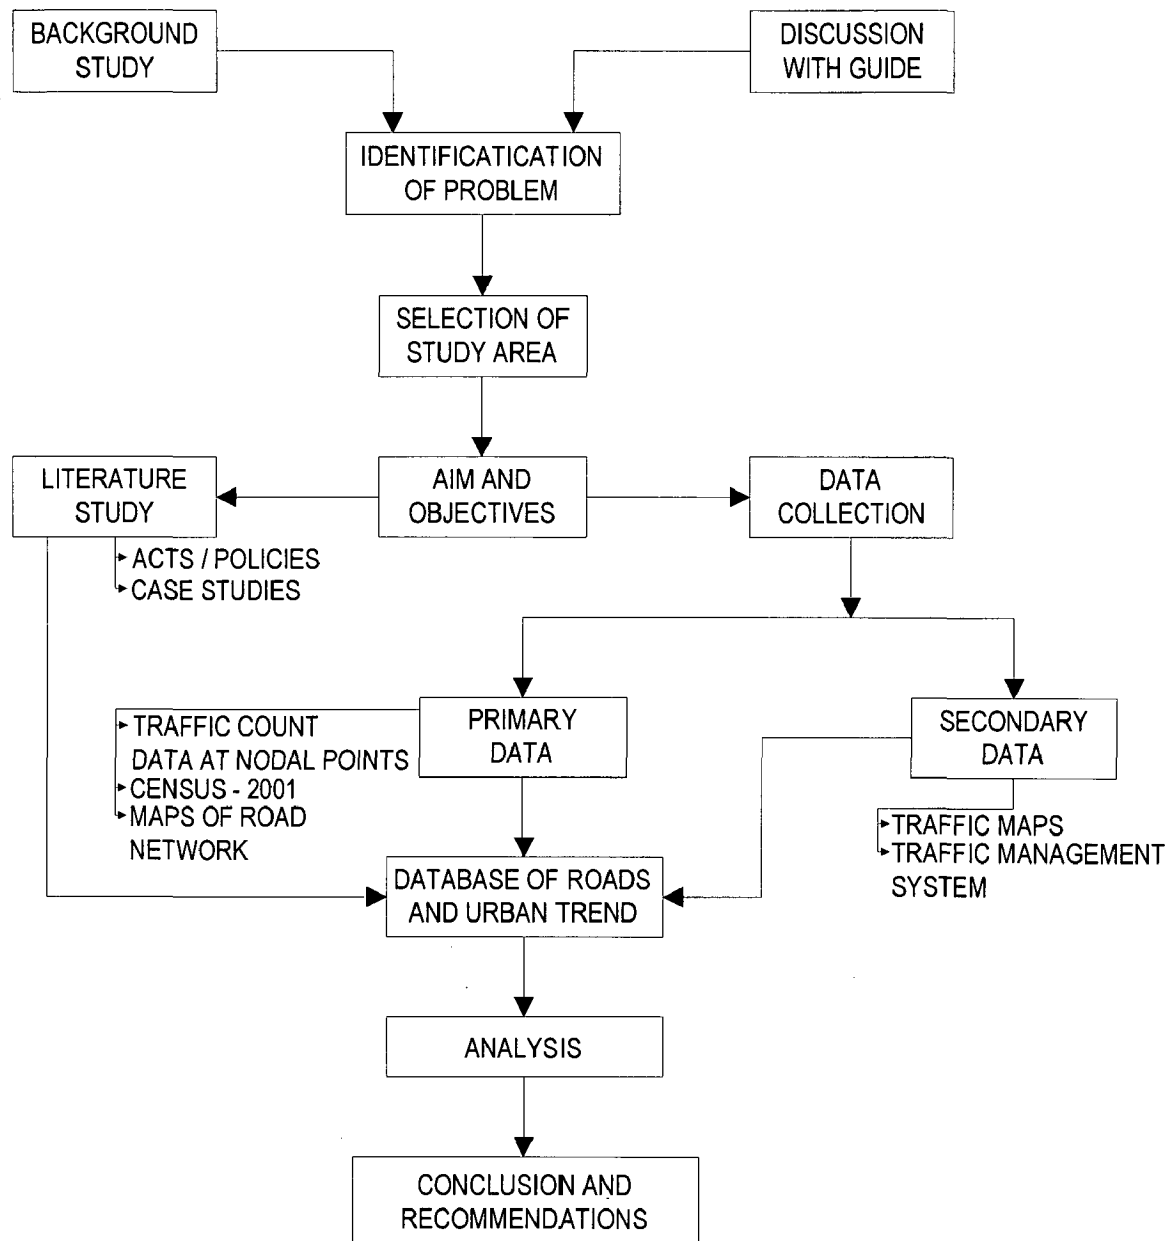 BACKGROUND
STUDY
DISCUSSION
WITH GUIDE
IDENTIFICATICATION
OF PROBLEM
SELECTION OF
STUDY AREA
LITERATURE
STUDY
AIM AND
OBJECTIVES
DATA
COLLECTION
ACTS / POLICIES
CASE STUDIES
PRIMARY
DATA
SECONDARY
DATA
TRAFFIC COUNT
DATA AT NODAL POINTS
CENSUS - 2001
MAPS OF ROAD
NETWORK
TRAFFIC MAPS
TRAFFIC MANAGEMENT
SYSTEM
DATABASE OF ROADS
AND URBAN TREND
ANALYSIS
CONCLUSION AND
RECOMMENDATIONS